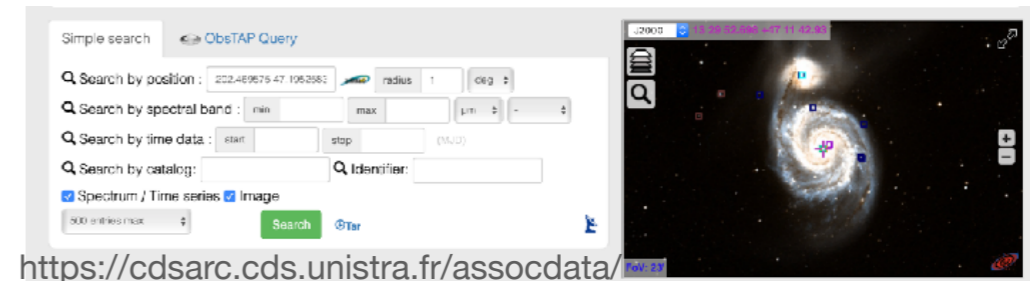 Simple search
ObsTAP Query
Search by position : 202.469575 47.1952583 radius 1 deg
Search by spectral band : min max µm -
Search by time data : start stop (MJD)
Search by catalog: Identifier:
Spectrum / Time series Image
500 entries max Search Tar
https://cdsarc.cds.unistra.fr/assocdata/
J2000 13 29 52.698 +47 11 42.93
FoV: 23'